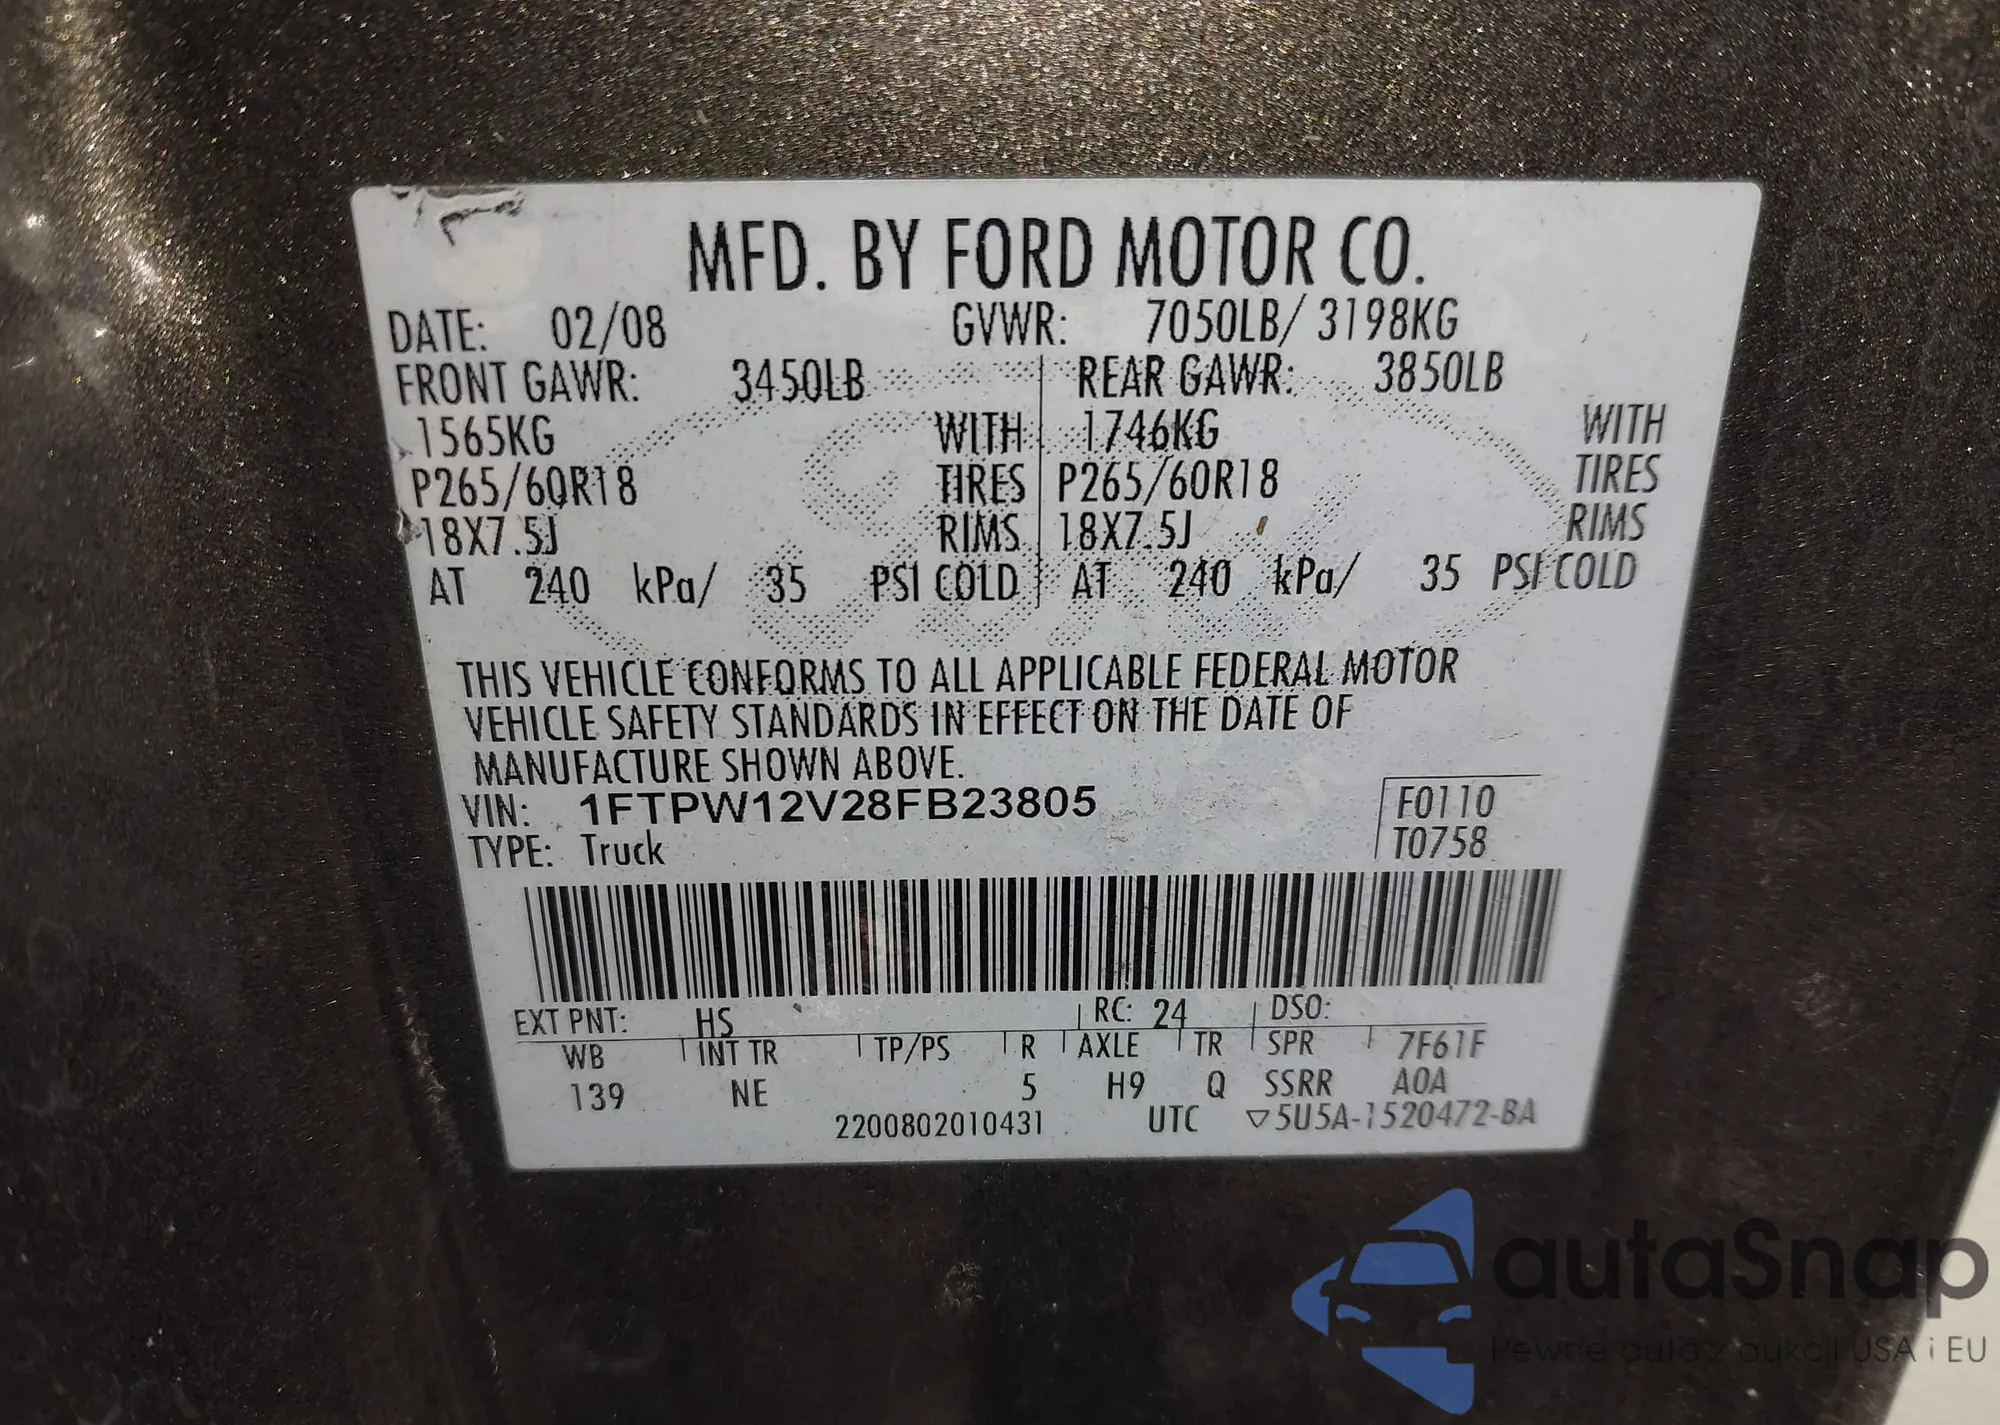 MFD. BY FORD MOTOR CO.
DATE: 02/08 GVWR: 7050LB/ 3198KG
FRONT GAWR: 3450LB REAR GAWR: 3850LB
1565KG WITH 1746KG WITH
P265/60R18 TIRES P265/60R18 TIRES
18X7.5J RIMS 18X7.5J RIMS
AT 240 kPa/ 35 PSI COLD AT 240 kPa/ 35 PSI COLD
THIS VEHICLE CONFORMS TO ALL APPLICABLE FEDERAL MOTOR
VEHICLE SAFETY STANDARDS IN EFFECT ON THE DATE OF
MANUFACTURE SHOWN ABOVE.
VIN: 1FTPW12V28FB23805 F0110
TYPE: Truck T0758
EXT PNT: HS RC: 24 DSO:
WB INT TR TP/PS R AXLE TR SPR 7F61F
139 NE 5 H9 Q SSRR A0A
2200802010431 UTC ▽5U5A-1520472-BA
autaSnap
Pewne auta z aukcji USA i EU